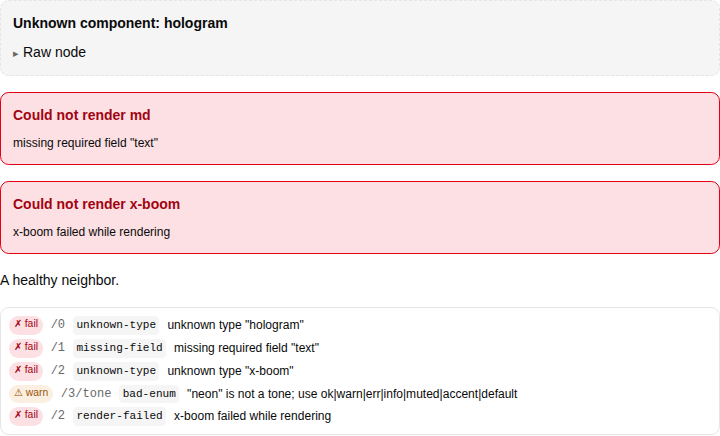 Unknown component: hologram
▸ Raw node
Could not render md
missing required field "text"
Could not render x-boom
x-boom failed while rendering
A healthy neighbor.
✗ fail /0 unknown-type unknown type "hologram"
✗ fail /1 missing-field missing required field "text"
✗ fail /2 unknown-type unknown type "x-boom"
⚠ warn /3/tone bad-enum "neon" is not a tone; use ok|warn|err|info|muted|accent|default
✗ fail /2 render-failed x-boom failed while rendering